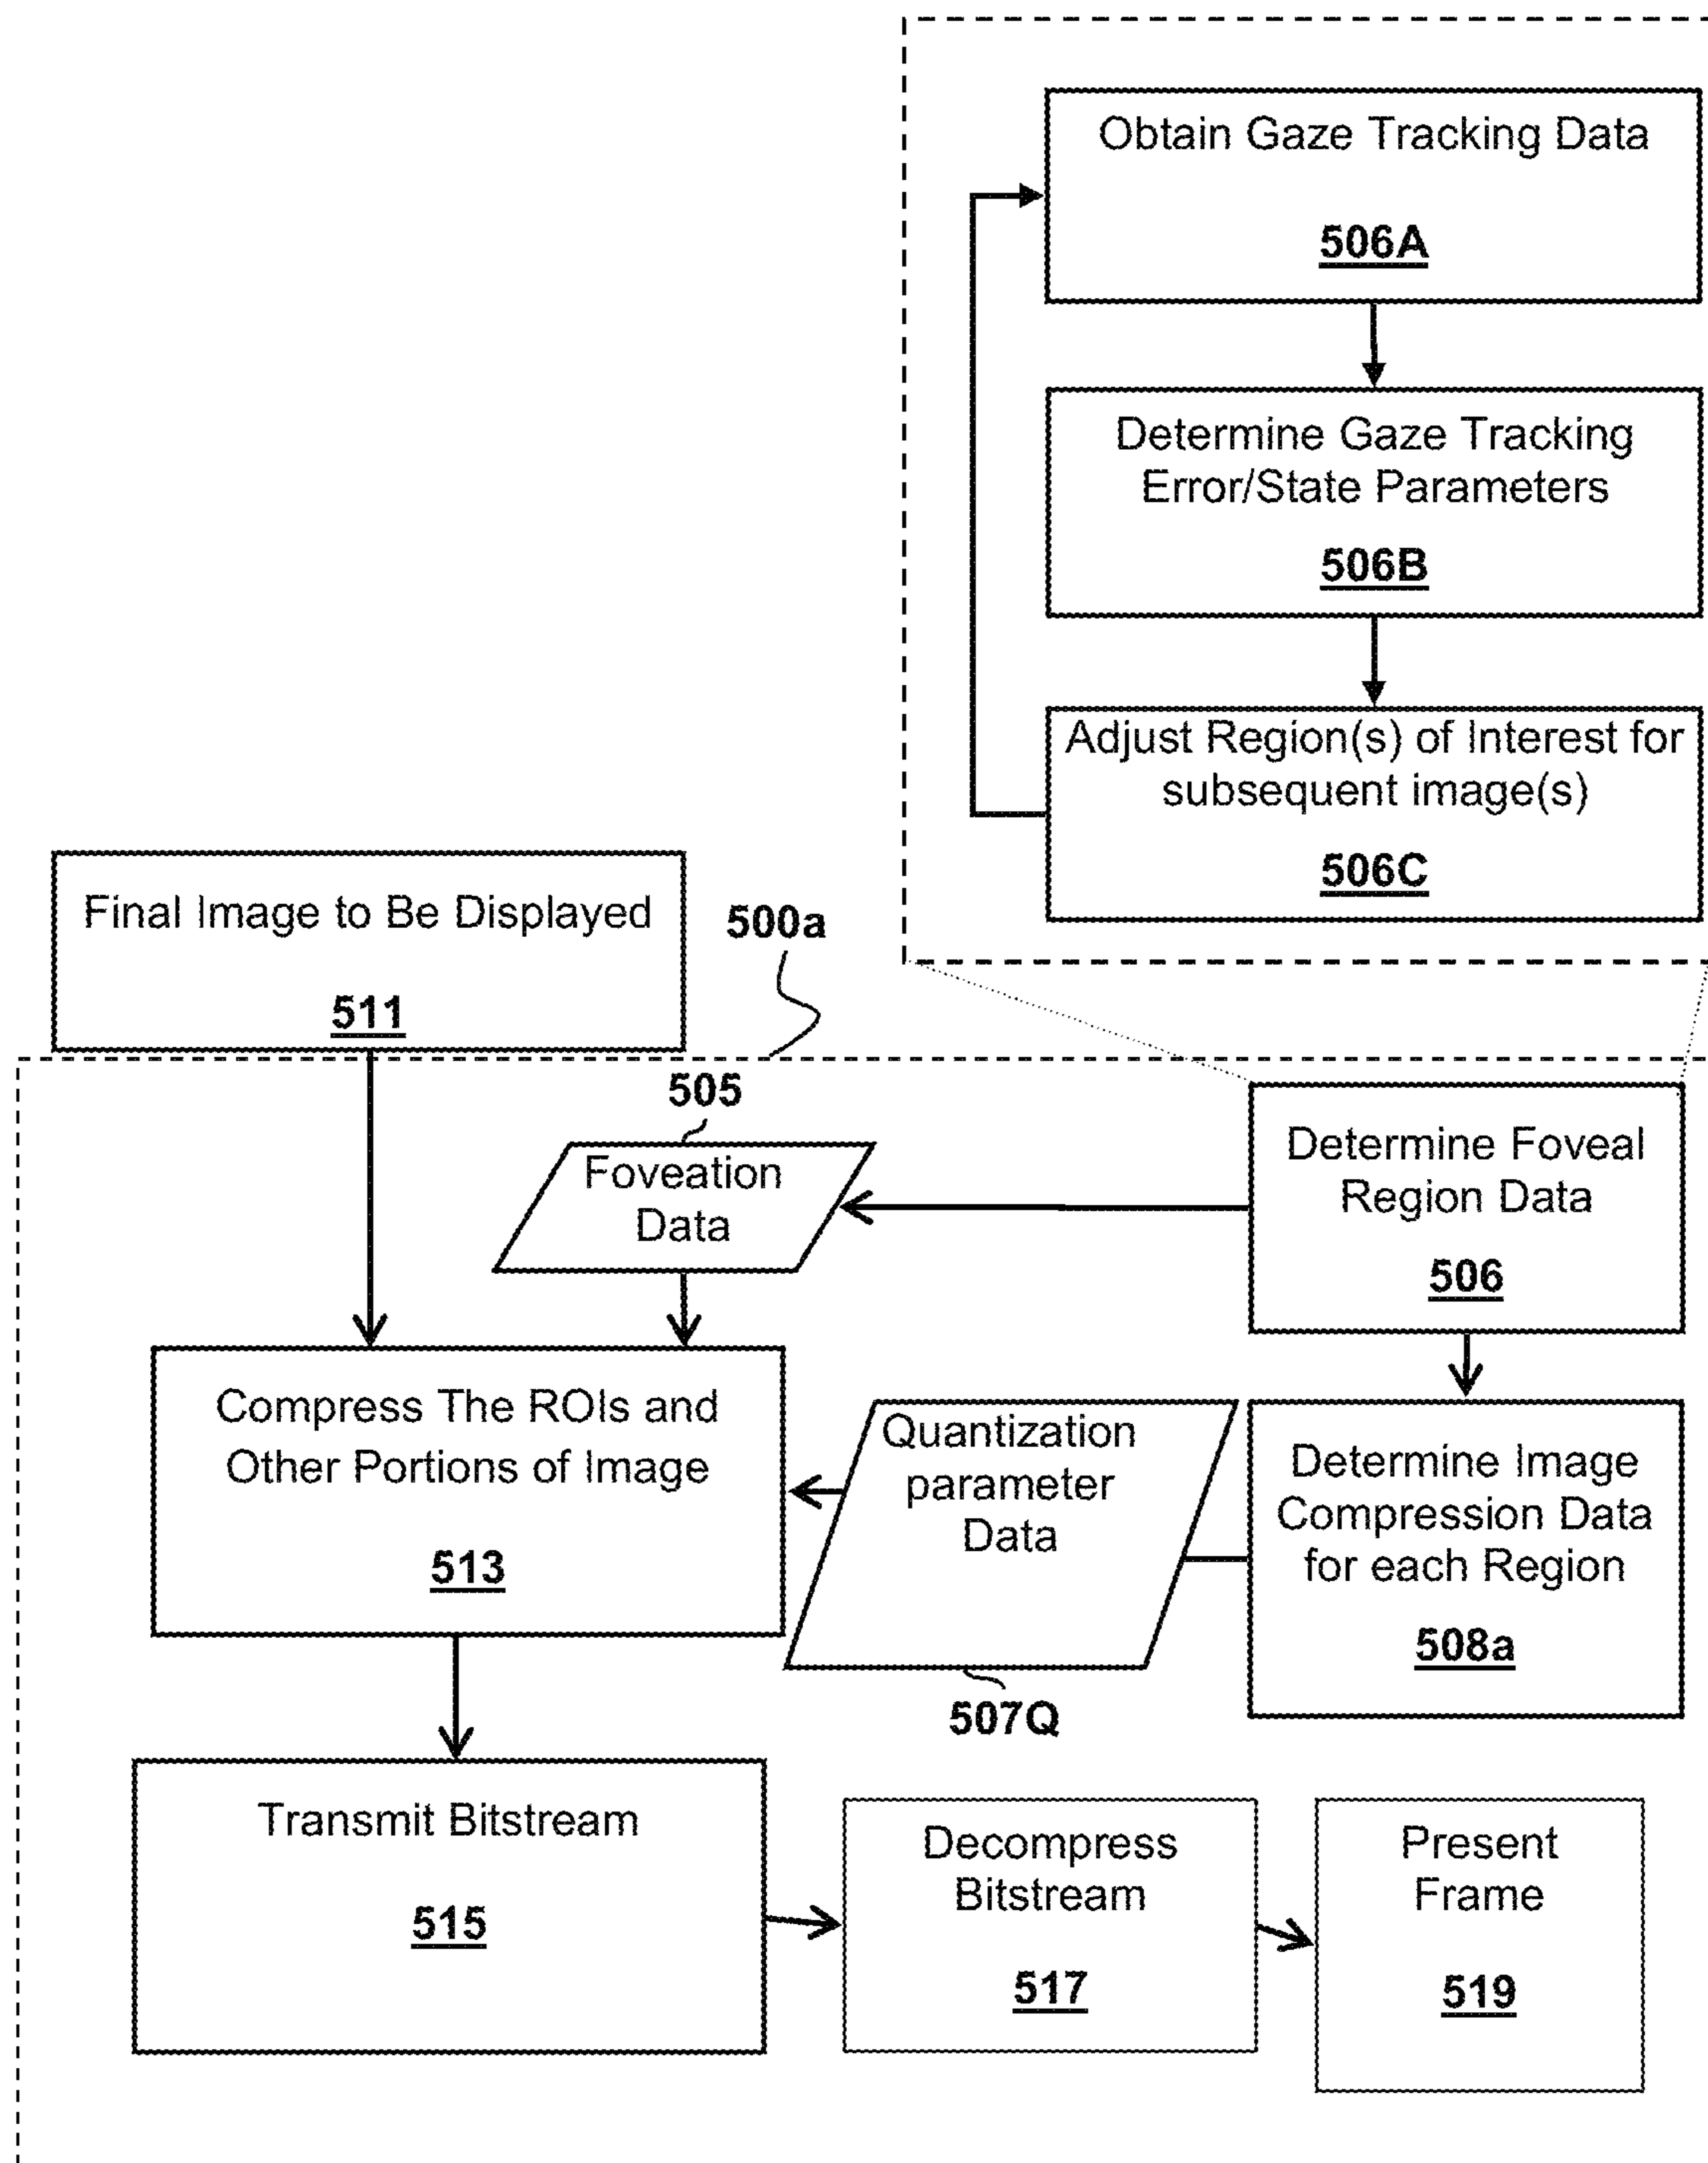 Obtain Gaze Tracking Data
506A
Determine Gaze Tracking
Error/State Parameters
506B
Adjust Region(s) of Interest for
subsequent image(s)
506C
Final Image to Be Displayed
511
500a
505
Foveation
Data
Determine Foveal
Region Data
506
Compress The ROIs and
Other Portions of Image
513
Quantization
parameter
Data
507Q
Determine Image
Compression Data
for each Region
508a
Transmit Bitstream
515
Decompress
Bitstream
517
Present
Frame
519